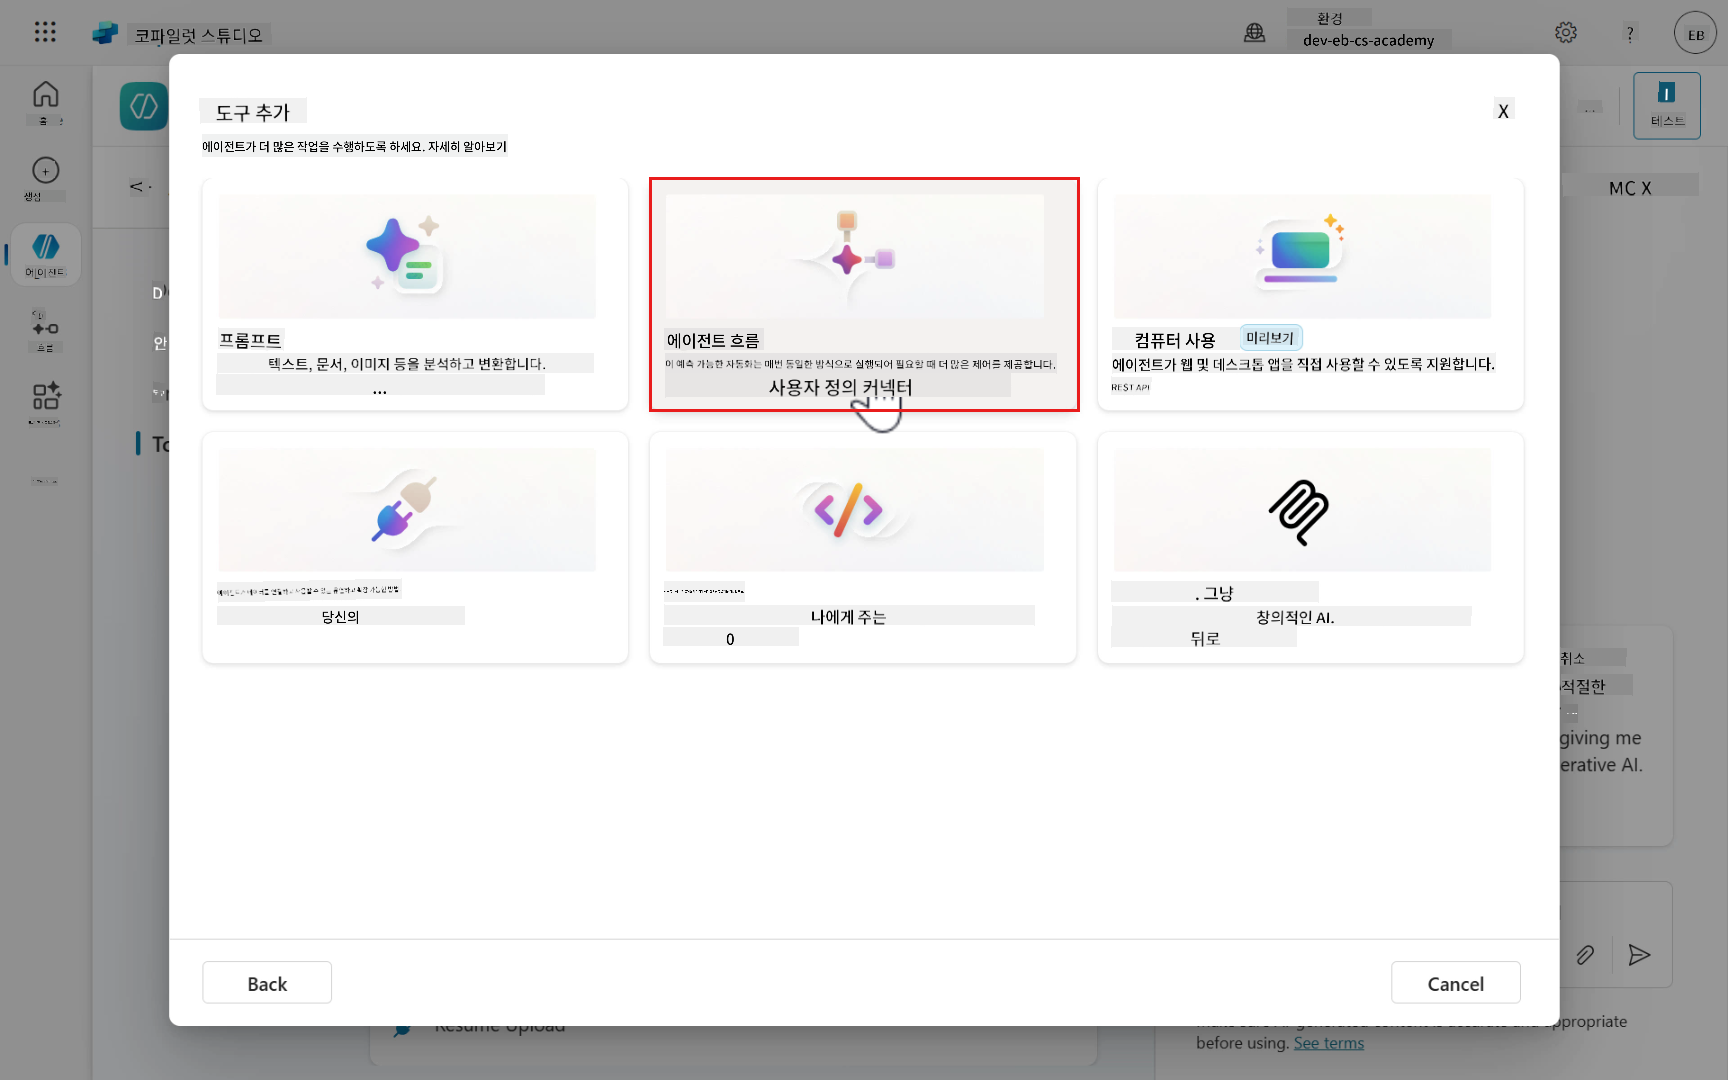 코파일럿 스튜디오
환경
dev-eb-cs-academy
?
EB
홈
생성
에이전트
흐름
테스트
...
도구 추가
X
에이전트가 더 많은 작업을 수행하도록 하세요. 자세히 알아보기
MC X
프롬프트
텍스트, 문서, 이미지 등을 분석하고 변환합니다.
...
에이전트 흐름
이 예측 가능한 자동화는 매번 동일한 방식으로 실행되어 필요할 때 더 많은 제어를 제공합니다.
사용자 정의 커넥터
컴퓨터 사용
미리보기
에이전트가 웹 및 데스크톱 앱을 직접 사용할 수 있도록 지원합니다.
REST API
당신의
나에게 주는
0
. 그냥
창의적인 AI.
뒤로
취소
적절한
giving me
erative AI.
Back
Cancel
Resume Upload
before using. See terms